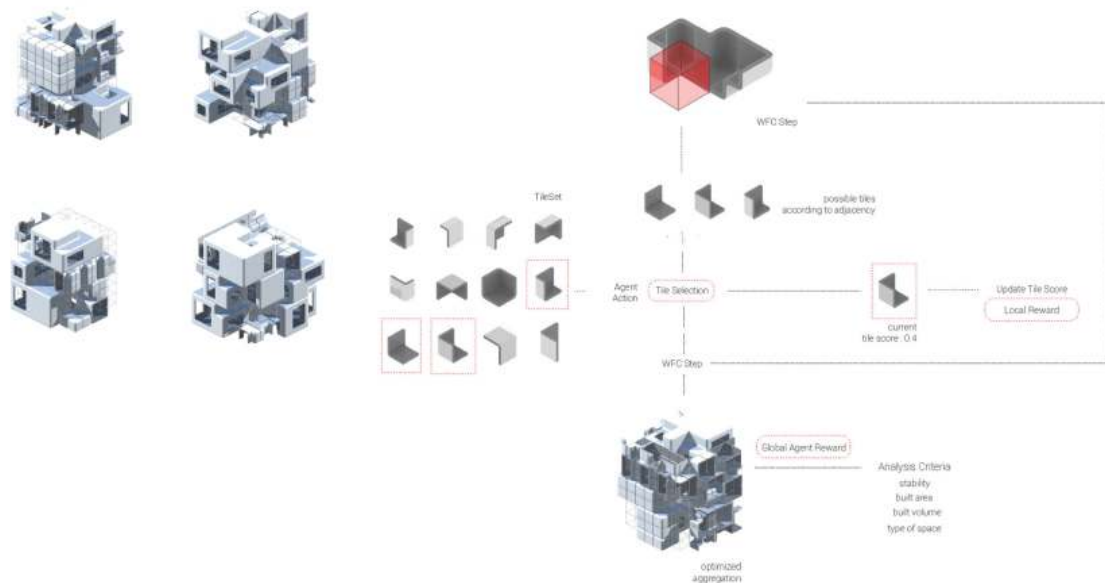 WFC Step
TileSet
possible tiles
according to adjacency
Agent
Action
Tile Selection
Update Tile Score
Local Reward
current
tile score : 0.4
WFC Step
Global Agent Reward
Analysis Criteria
stability
built area
built volume
type of space
optimized
aggregation